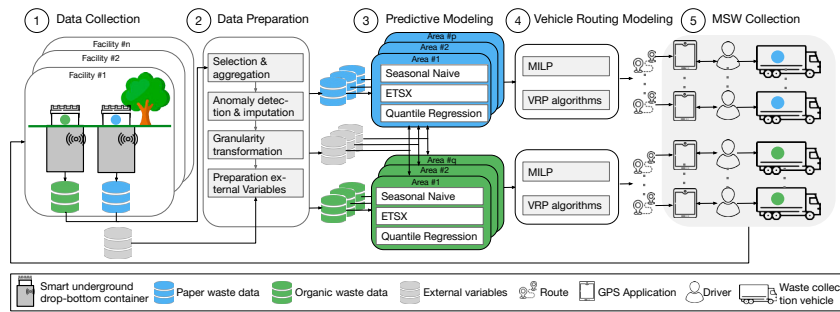 1 Data Collection
2 Data Preparation
3 Predictive Modeling
4 Vehicle Routing Modeling
5 MSW Collection
Facility #n
Facility #2
Facility #1
Selection &
aggregation
Anomaly detec-
tion & imputation
Granularity
transformation
Preparation ex-
ternal Variables
Area #p
Area #2
Area #1
Seasonal Naive
ETSX
Quantile Regression
Area #q
Area #2
Area #1
Seasonal Naive
ETSX
Quantile Regression
MILP
VRP algorithms
MILP
VRP algorithms
Smart underground
drop-bottom container
Paper waste data
Organic waste data
External variables
Route
GPS Application
Driver
Waste collec-
tion vehicle